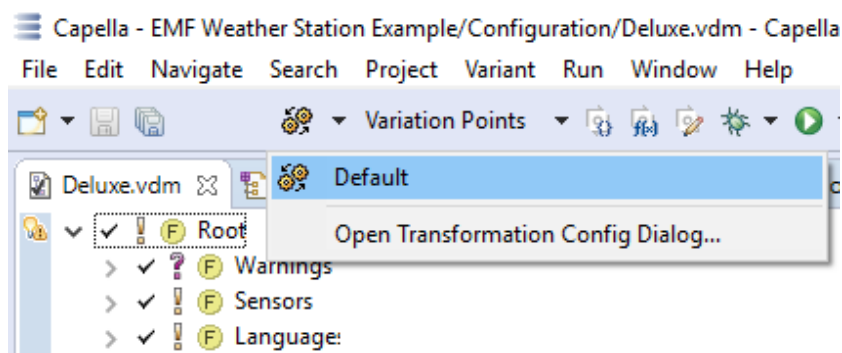 Capella - EMF Weather Station Example/Configuration/Deluxe.vdm - Capella
File Edit Navigate Search Project Variant Run Window Help
Variation Points
Deluxe.vdm
Default
Root
Open Transformation Config Dialog...
Warnings
Sensors
Languages